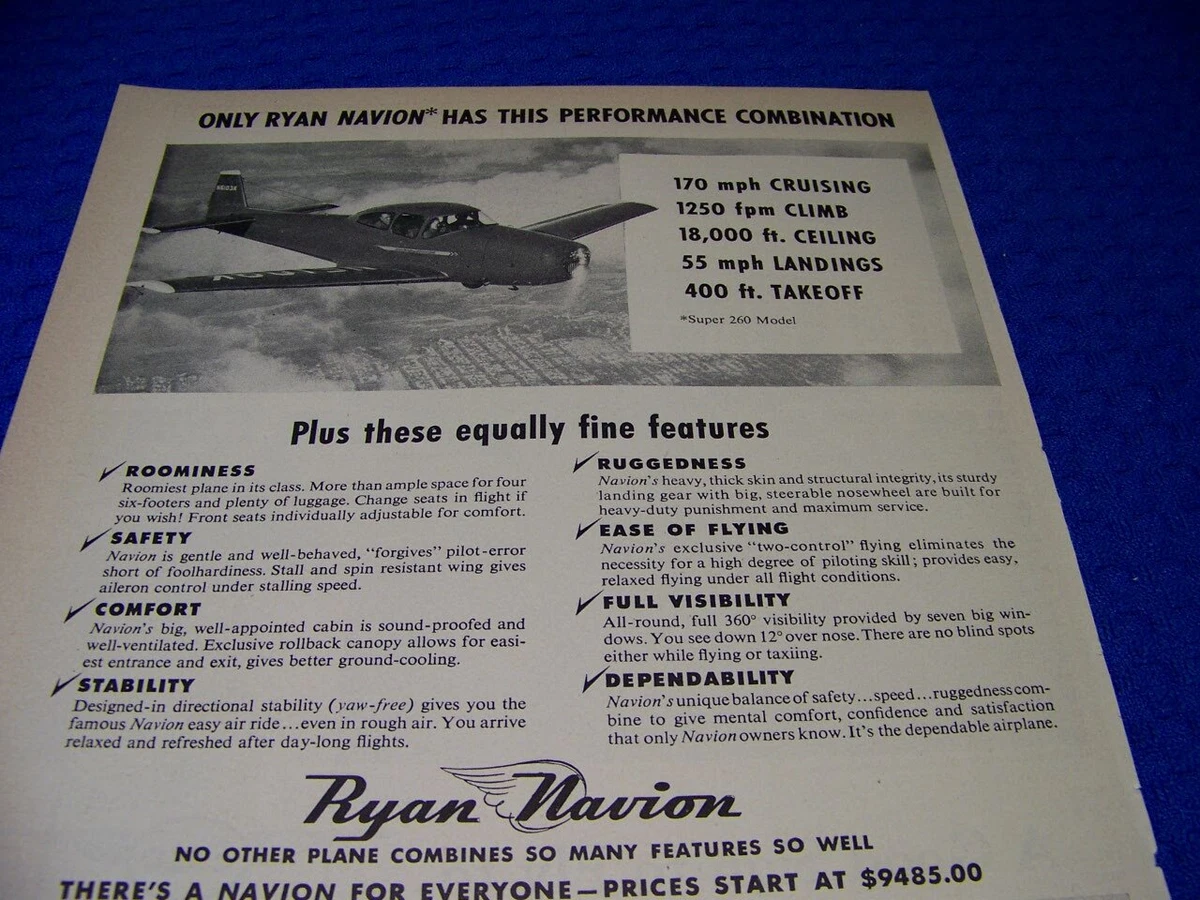 ONLY RYAN NAVION* HAS THIS PERFORMANCE COMBINATION
170 mph CRUISING
1250 fpm CLIMB
18,000 ft. CEILING
55 mph LANDINGS
400 ft. TAKEOFF
*Super 260 Model
Plus these equally fine features
ROOMINESS
Roomiest plane in its class. More than ample space for four
six-footers and plenty of luggage. Change seats in flight if
you wish! Front seats individually adjustable for comfort.
SAFETY
Navion is gentle and well-behaved, “forgives” pilot-error
short of foolhardiness. Stall and spin resistant wing gives
aileron control under stalling speed.
COMFORT
Navion's big, well-appointed cabin is sound-proofed and
well-ventilated. Exclusive rollback canopy allows for easi-
est entrance and exit, gives better ground-cooling.
STABILITY
Designed-in directional stability (yaw-free) gives you the
famous Navion easy air ride...even in rough air. You arrive
relaxed and refreshed after day-long flights.
RUGGEDNESS
Navion's heavy, thick skin and structural integrity, its sturdy
landing gear with big, steerable nosewheel are built for
heavy-duty punishment and maximum service.
EASE OF FLYING
Navion's exclusive “two-control” flying eliminates the
necessity for a high degree of piloting skill; provides easy,
relaxed flying under all flight conditions.
FULL VISIBILITY
All-round, full 360° visibility provided by seven big win-
dows. You see down 12° over nose. There are no blind spots
either while flying or taxiing.
DEPENDABILITY
Navion's unique balance of safety...speed...ruggedness com-
bine to give mental comfort, confidence and satisfaction
that only Navion owners know. It's the dependable airplane.
Ryan Navion
NO OTHER PLANE COMBINES SO MANY FEATURES SO WELL
THERE'S A NAVION FOR EVERYONE—PRICES START AT $9485.00